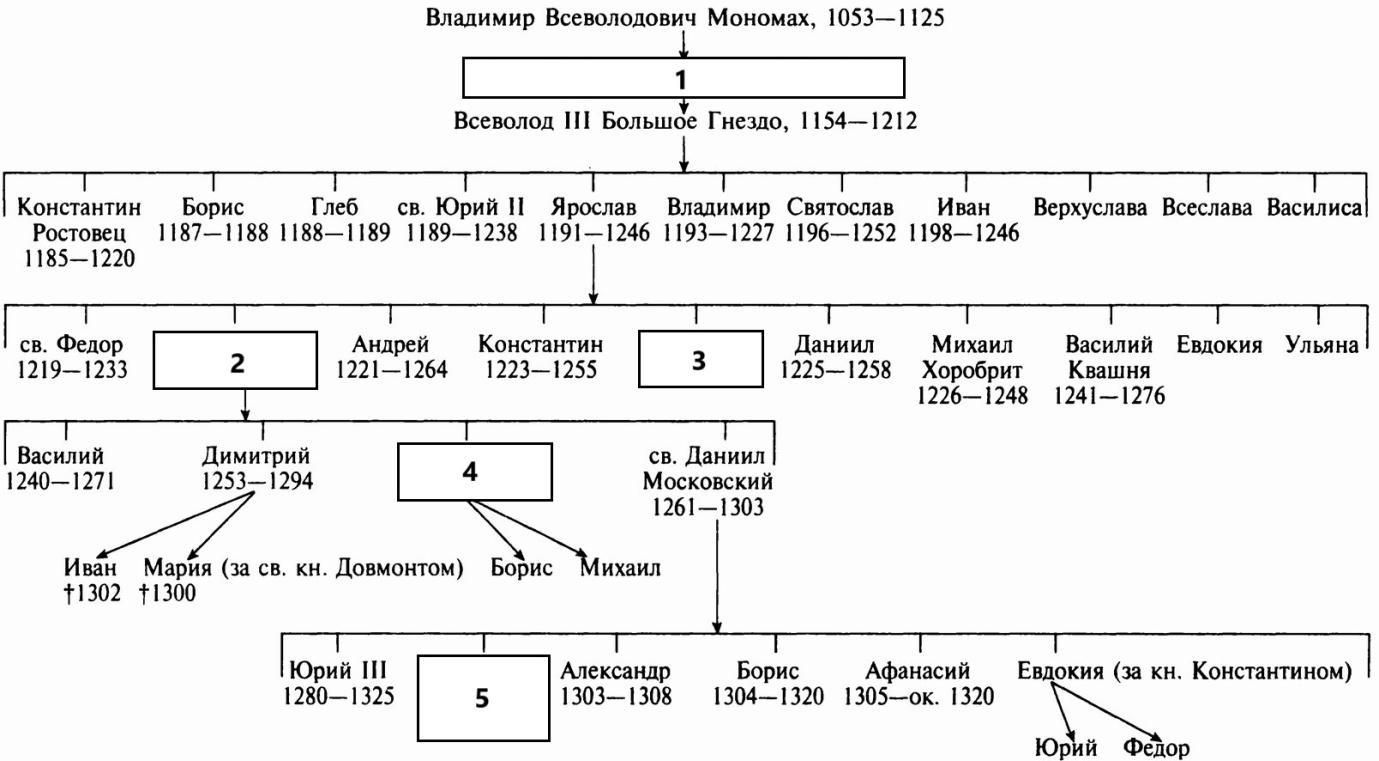 Владимир Всеволодович Мономах, 1053—1125
1
Всеволод III Большое Гнездо, 1154—1212
Константин Ростовец 1185—1220
Борис 1187—1188
Глеб 1188—1189
св. Юрий II 1189—1238
Ярослав 1191—1246
Владимир 1193—1227
Святослав 1196—1252
Иван 1198—1246
Верхуслава
Всеслава
Василиса
св. Федор 1219—1233
2
Андрей 1221—1264
Константин 1223—1255
3
Даниил 1225—1258
Михаил Хоробрит 1226—1248
Василий Квашня 1241—1276
Евдокия
Ульяна
Василий 1240—1271
Димитрий 1253—1294
4
св. Даниил Московский 1261—1303
Иван †1302
Мария (за св. кн. Довмонтом) †1300
Борис
Михаил
Юрий III 1280—1325
5
Александр 1303—1308
Борис 1304—1320
Афанасий 1305—ок. 1320
Евдокия (за кн. Константином)
Юрий
Федор